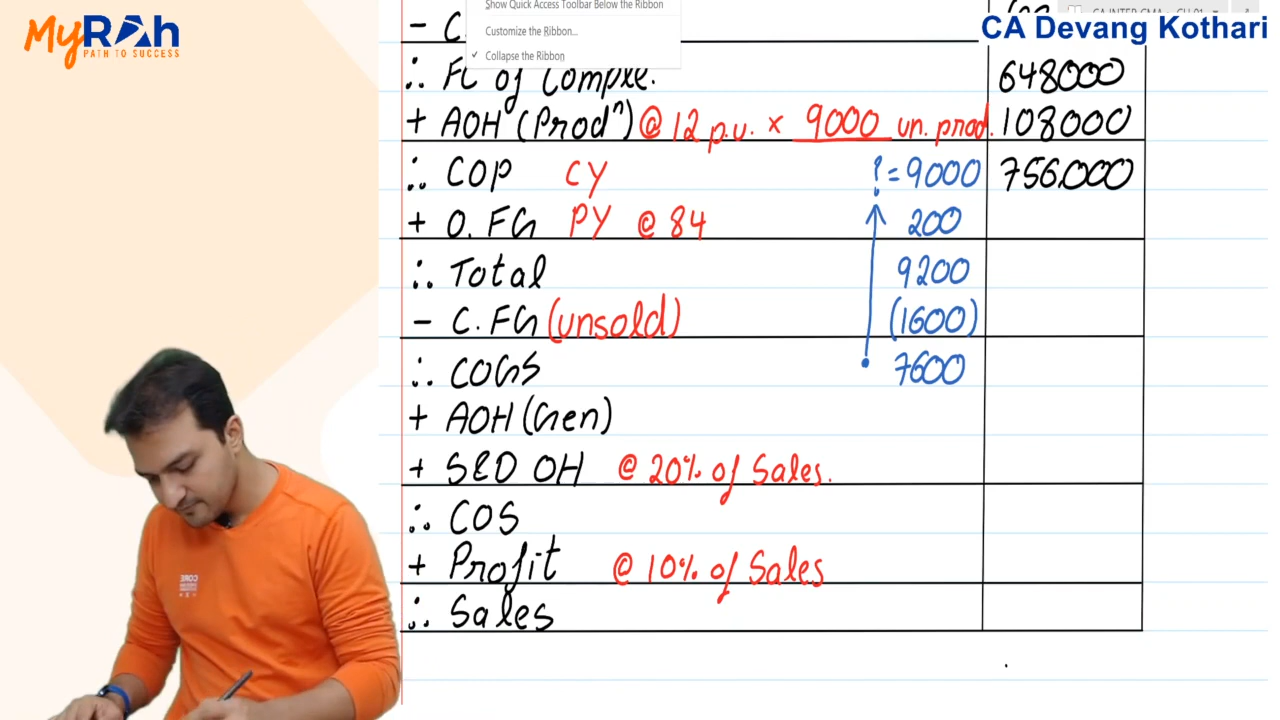 Show Quick Access Toolbar Below the Ribbon
Customize the Ribbon...
✓ Collapse the Ribbon
MyRAh
PATH TO SUCCESS
CA Devang Kothari
- C.
∴ FC of Comple. 648000
+ AOH (Prodⁿ) @ 12 p.u. × 9000 un. prod. 108000
∴ COP CY ? = 9000 756000
+ O. FG PY @ 84 200
∴ Total 9200
- C. FG (unsold) (1600)
∴ COGS 7600
+ AOH (Gen)
+ S&D OH @ 20% of Sales.
∴ COS
+ Profit @ 10% of Sales
∴ Sales
CORE